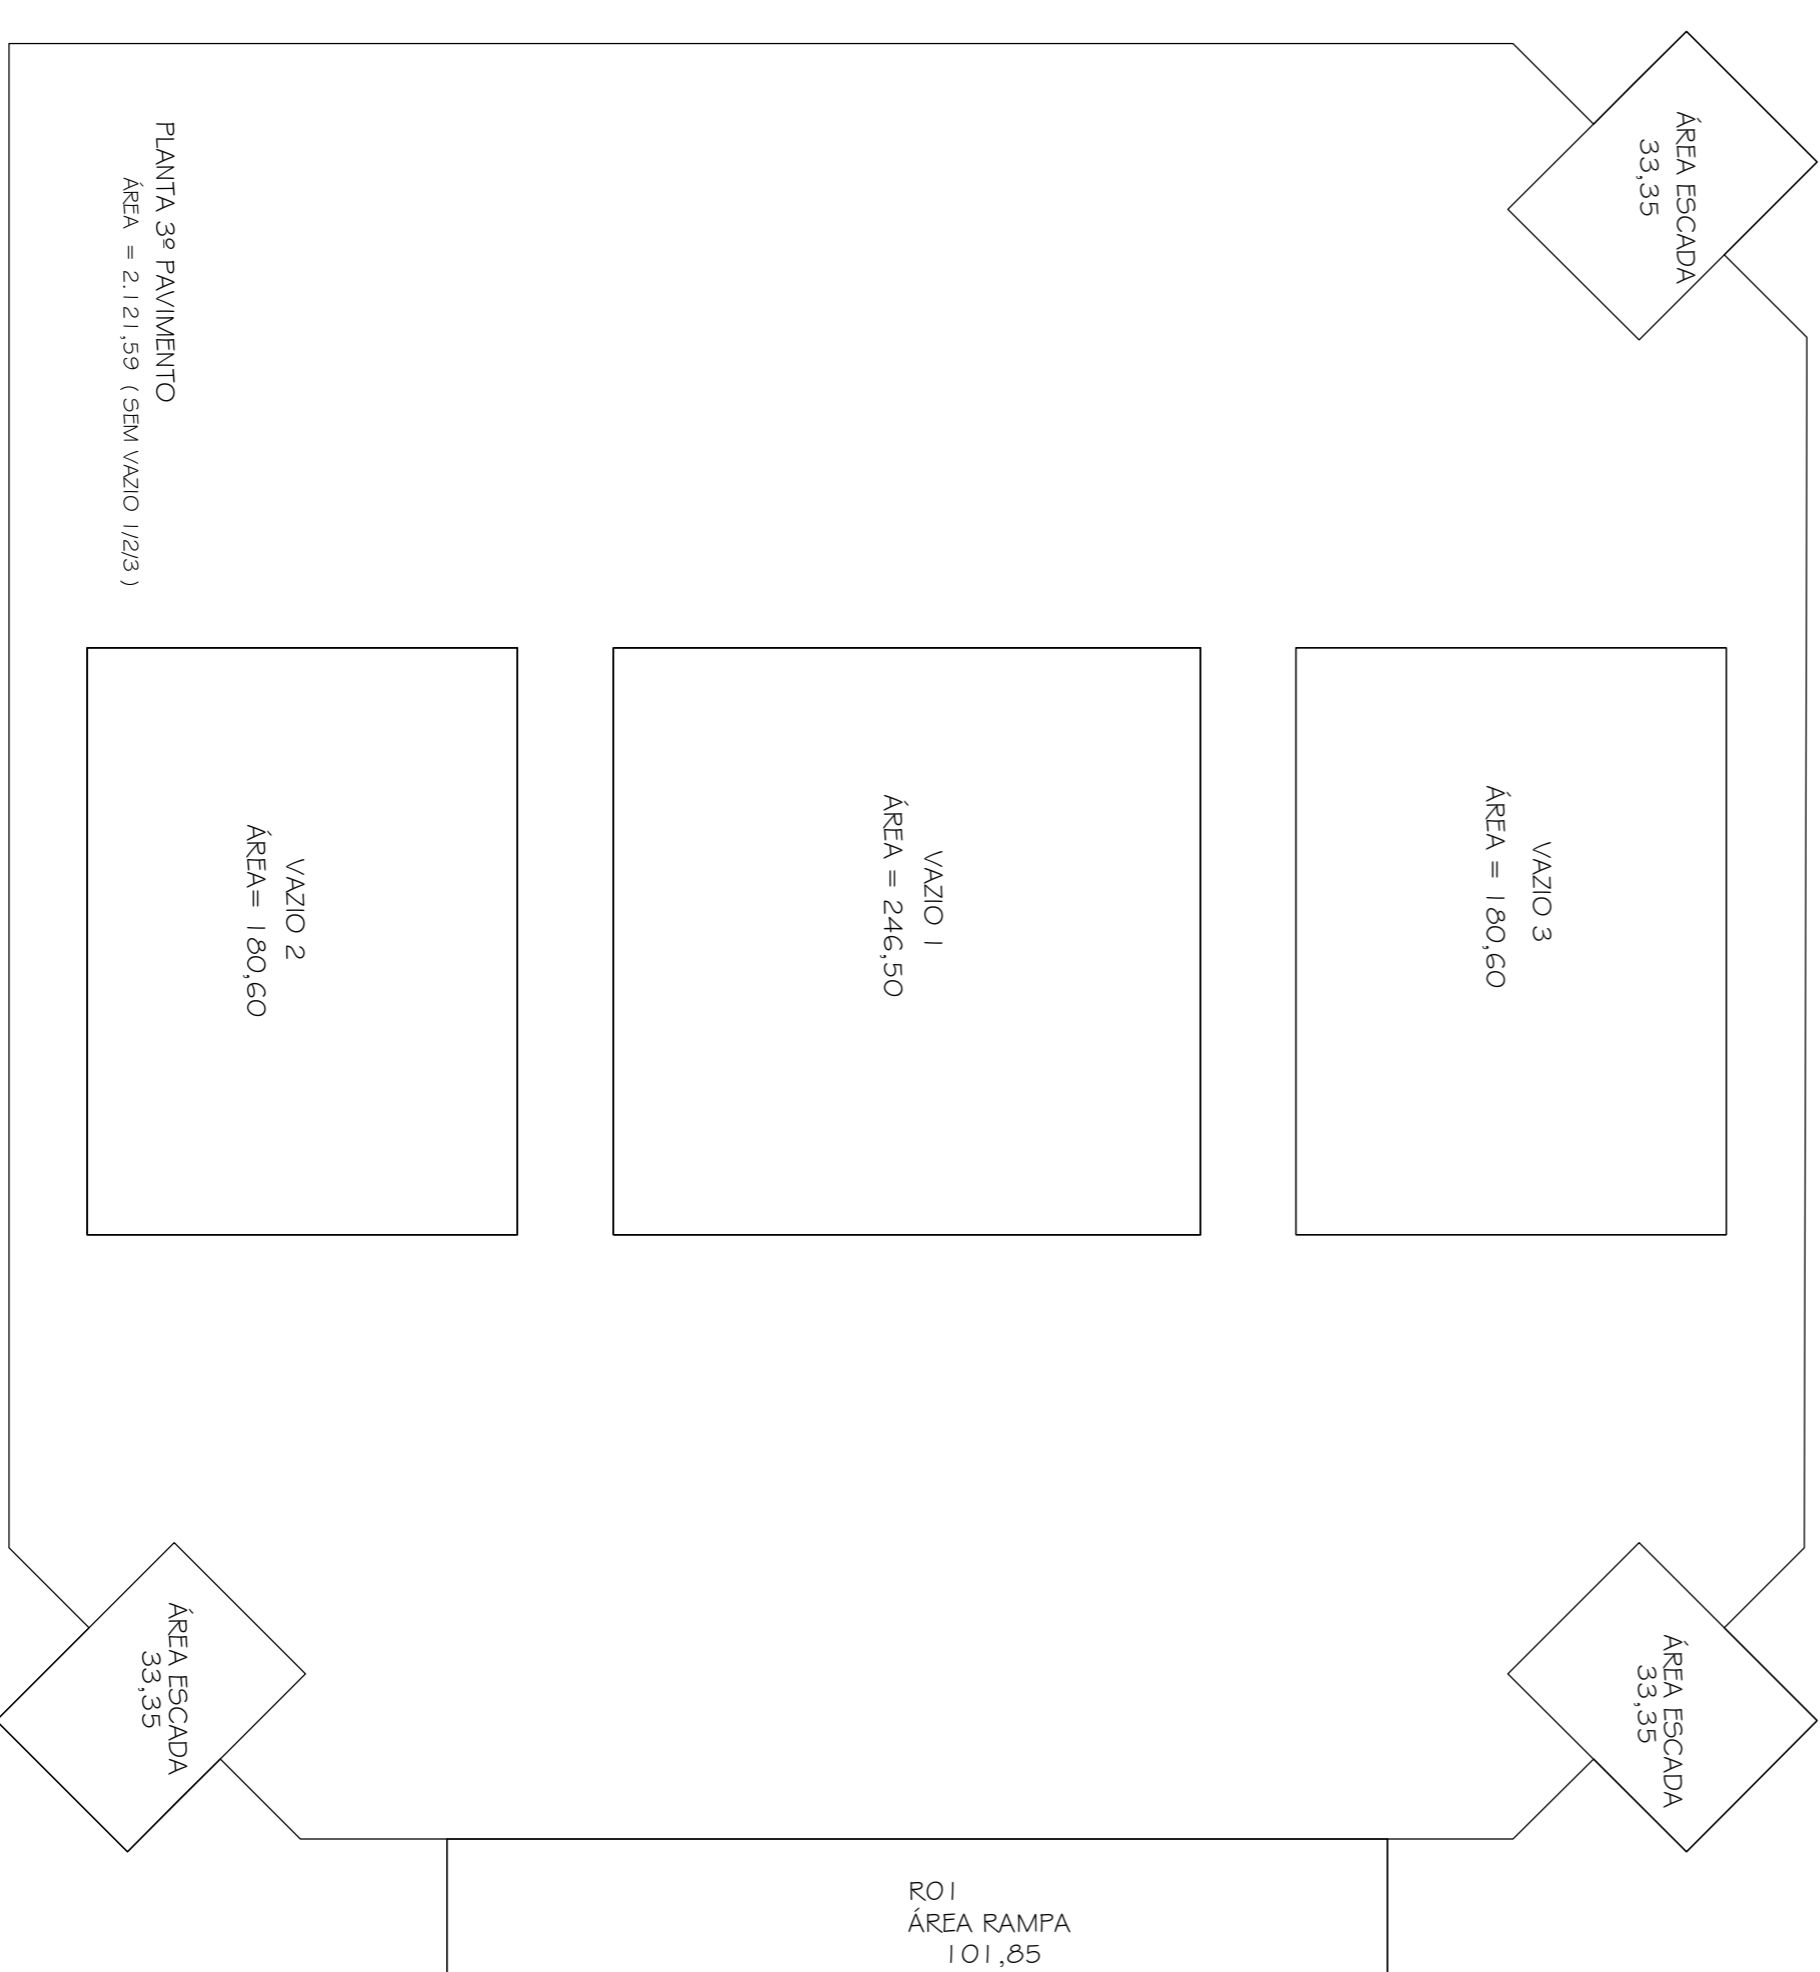 PLANTA 3º PAVIMENTO
ÁREA = 2.121,59 ( SEM VAZIO 1/2/3 )
ÁREA ESCADA
33,35
VAZIO 3
ÁREA = 180,60
VAZIO 1
ÁREA = 246,50
VAZIO 2
ÁREA= 180,60
ÁREA ESCADA
33,35
ÁREA ESCADA
33,35
R01
ÁREA RAMPA
101,85